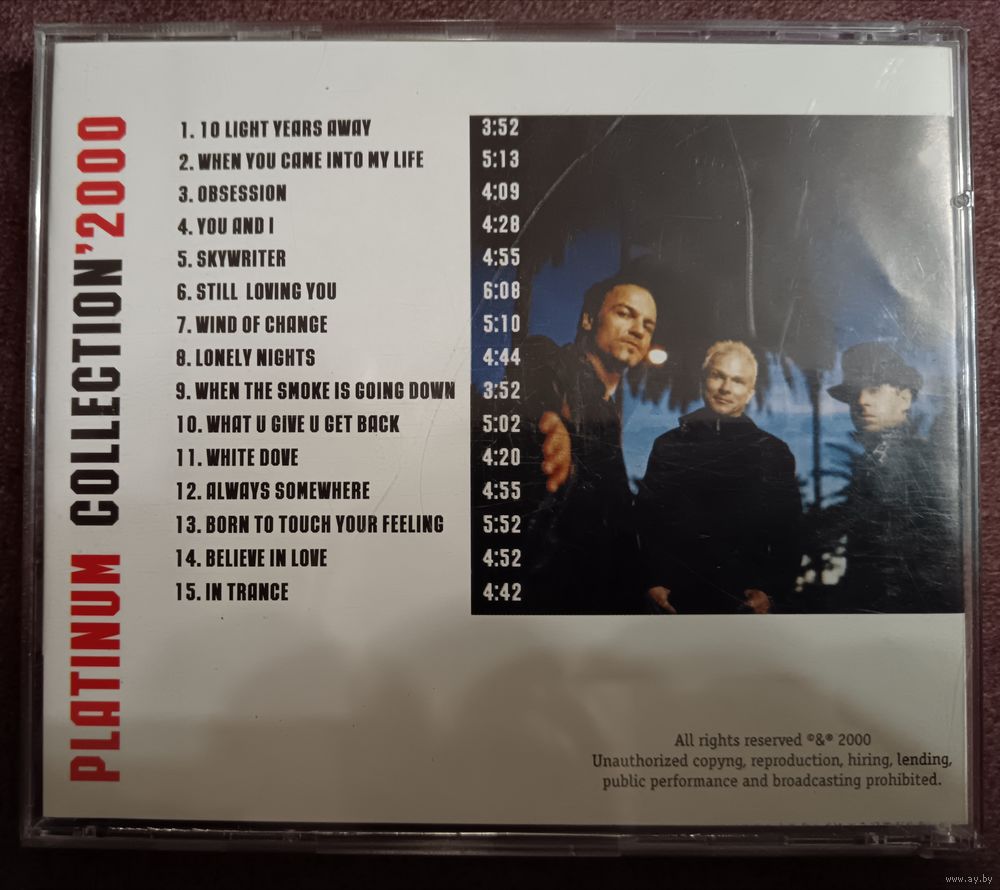 PLATINUM COLLECTION'2000
1. 10 LIGHT YEARS AWAY 3:52
2. WHEN YOU CAME INTO MY LIFE 5:13
3. OBSESSION 4:09
4. YOU AND I 4:28
5. SKYWRITER 4:55
6. STILL LOVING YOU 6:08
7. WIND OF CHANGE 5:10
8. LONELY NIGHTS 4:44
9. WHEN THE SMOKE IS GOING DOWN 3:52
10. WHAT U GIVE U GET BACK 5:02
11. WHITE DOVE 4:20
12. ALWAYS SOMEWHERE 4:55
13. BORN TO TOUCH YOUR FEELING 5:52
14. BELIEVE IN LOVE 4:52
15. IN TRANCE 4:42
All rights reserved ©&® 2000
Unauthorized copyng, reproduction, hiring, lending,
public performance and broadcasting prohibited.
www.ay.by